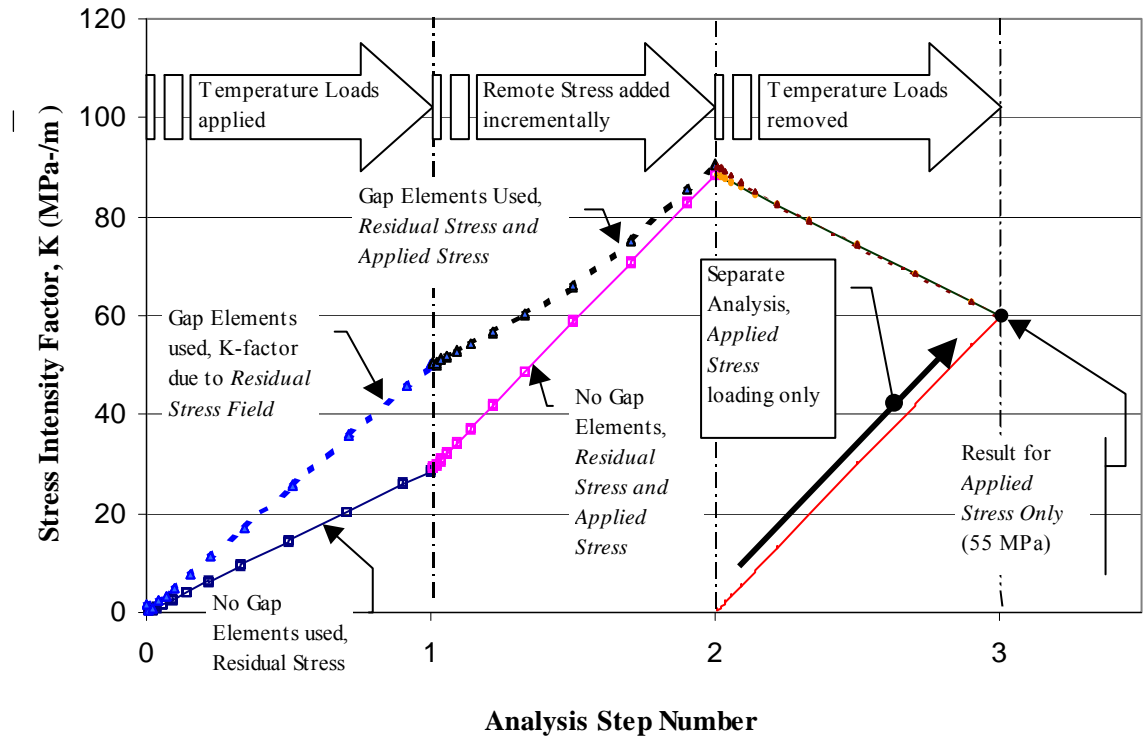 120
100
80
60
40
20
0
0
1
2
3
Stress Intensity Factor, K (MPa-/m )
Analysis Step Number
Temperature Loads
applied
Remote Stress added
incrementally
Temperature Loads
removed
Gap Elements Used,
Residual Stress and
Applied Stress
Gap Elements
used, K-factor
due to Residual
Stress Field
No Gap
Elements used,
Residual Stress
No Gap
Elements,
Residual
Stress and
Applied
Stress
Separate
Analysis,
Applied
Stress
loading only
Result for
Applied
Stress Only
(55 MPa)